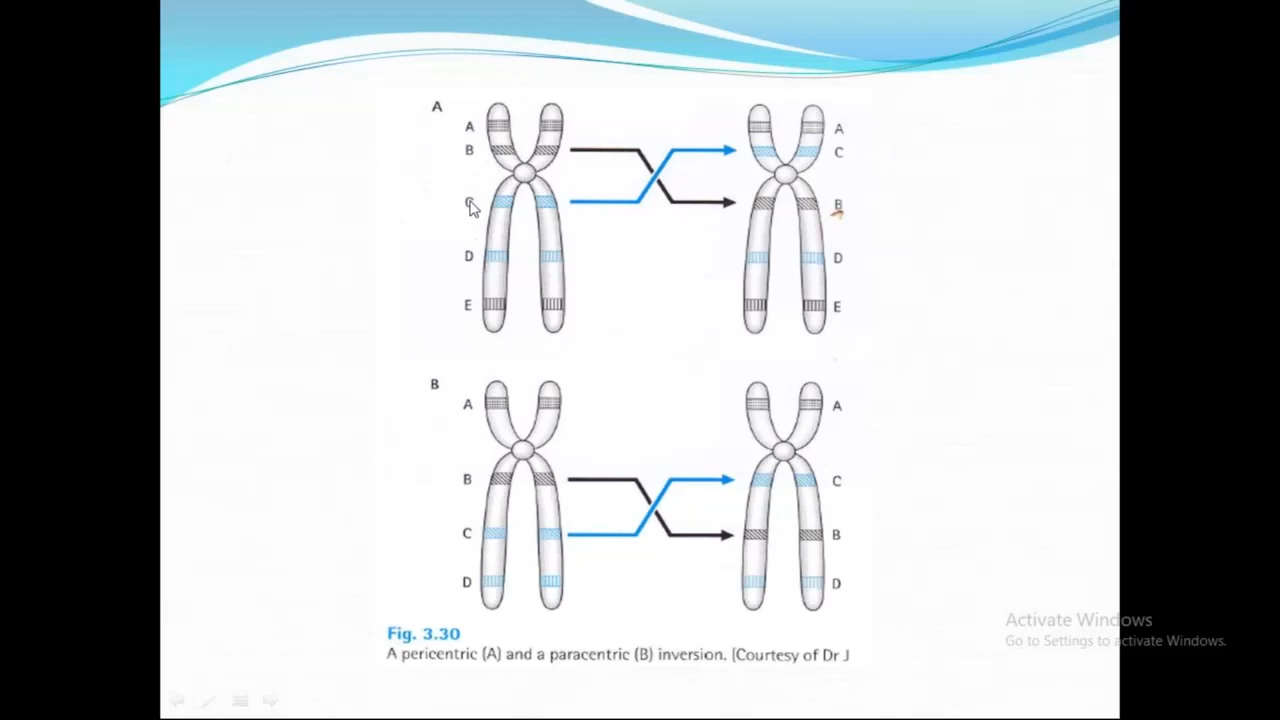 A
A
B
D
E
A
C
B
D
E
B
A
B
C
D
A
C
B
D
Fig. 3.30
A pericentric (A) and a paracentric (B) inversion. (Courtesy of Dr J
Activate Windows
Go to Settings to activate Windows.